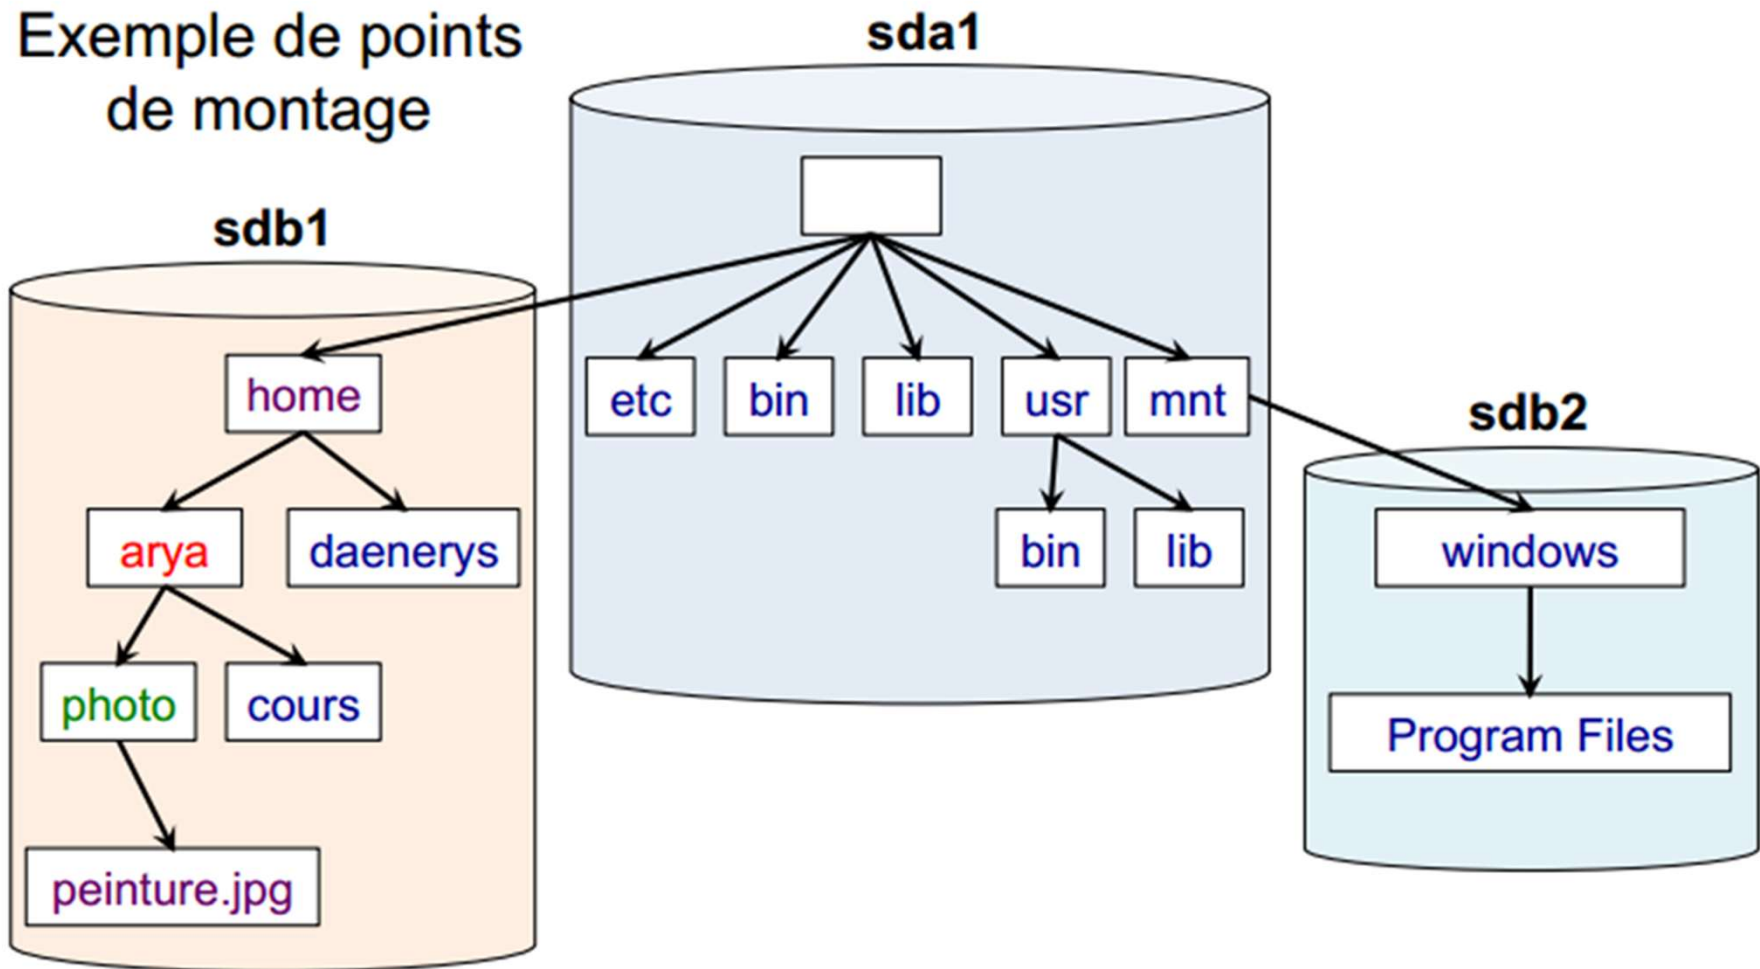 Exemple de points
de montage
sda1
sdb1
home
etc
bin
lib
usr
mnt
sdb2
arya
daenerys
bin
lib
windows
photo
cours
Program Files
peinture.jpg